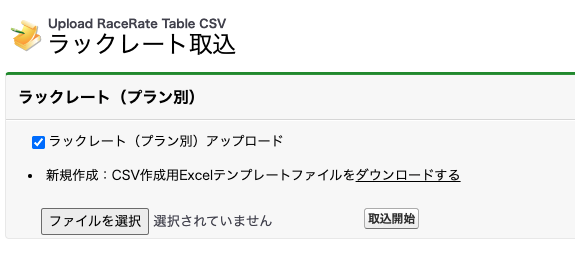 Upload RaceRate Table CSV
ラックレート取込
ラックレート（プラン別）
ラックレート（プラン別）アップロード
• 新規作成：CSV作成用Excelテンプレートファイルをダウンロードする
ファイルを選択 選択されていません 取込開始